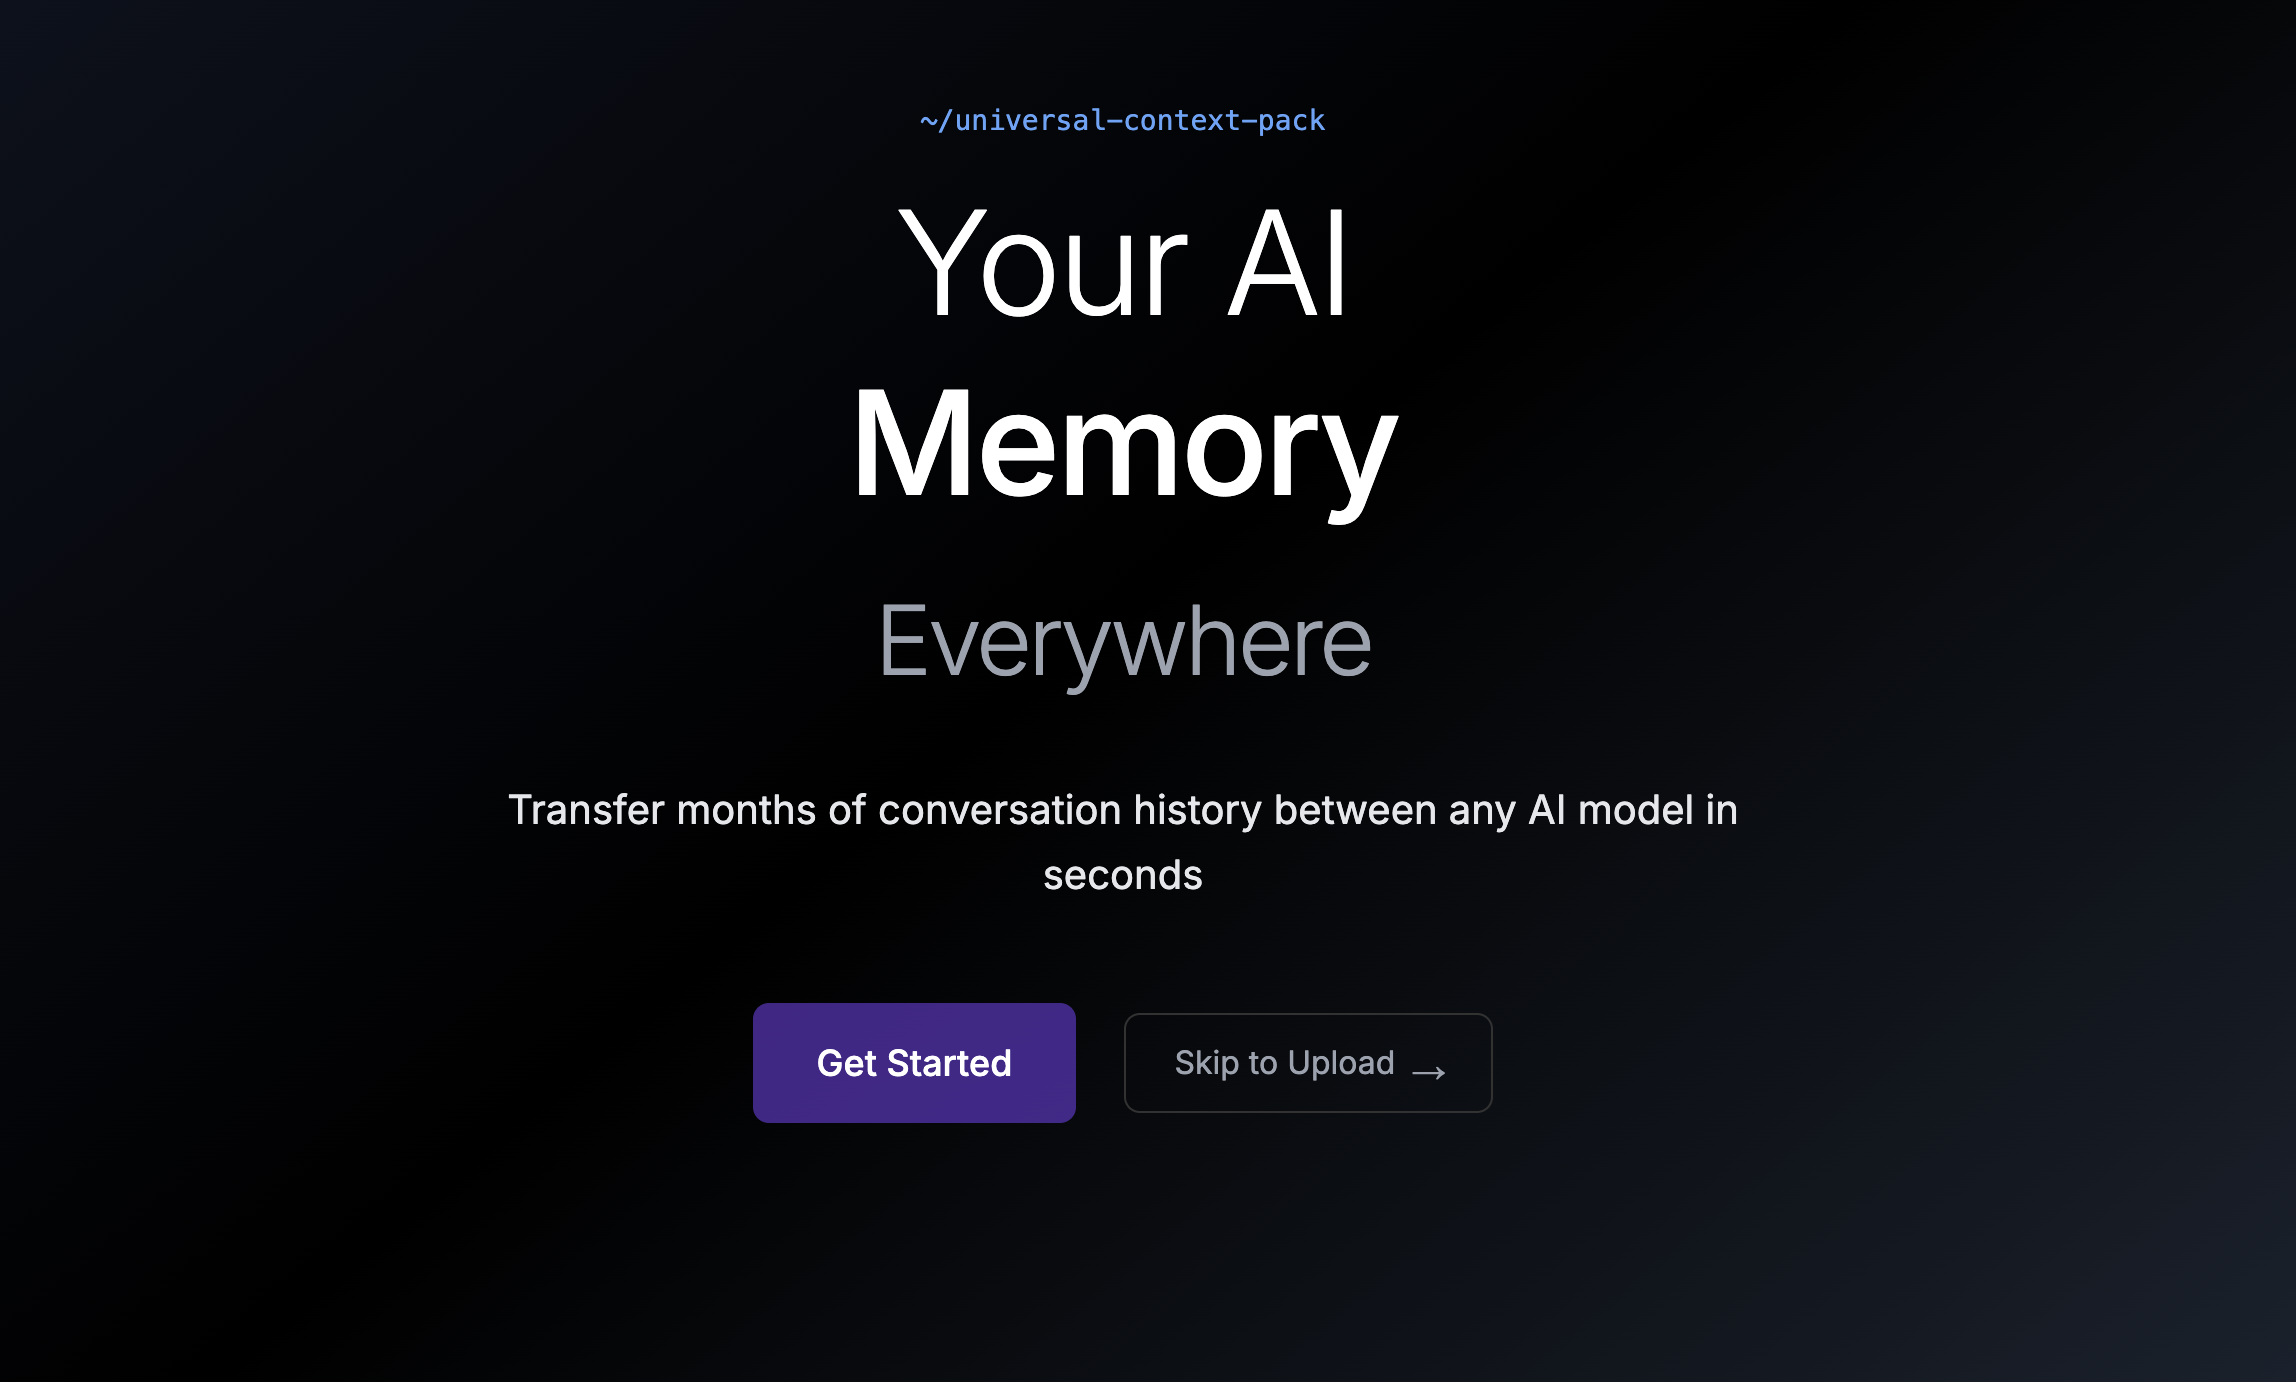 ~/universal-context-pack
Your AI
Memory
Everywhere
Transfer months of conversation history between any AI model in
seconds
Get Started
Skip to Upload →